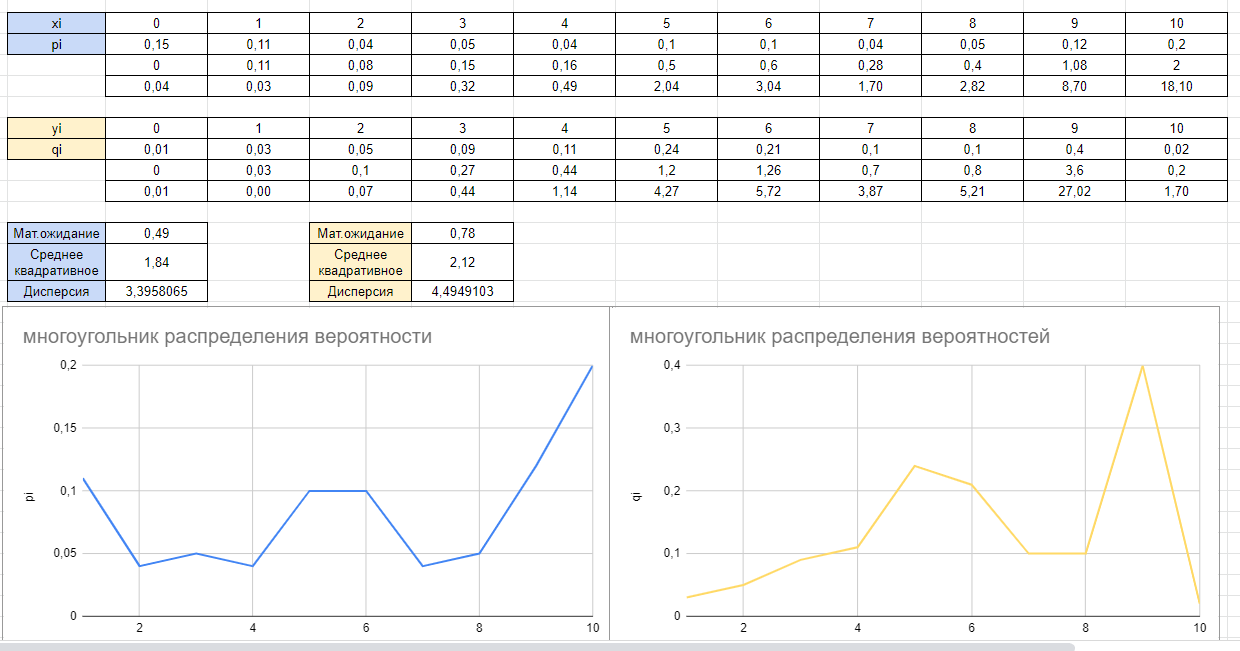 xi 0 1 2 3 4 5 6 7 8 9 10
pi 0,15 0,11 0,04 0,05 0,04 0,1 0,1 0,04 0,05 0,12 0,2
0 0,11 0,08 0,15 0,16 0,5 0,6 0,28 0,4 1,08 2
0,04 0,03 0,09 0,32 0,49 2,04 3,04 1,70 2,82 8,70 18,10
yi 0 1 2 3 4 5 6 7 8 9 10
qi 0,01 0,03 0,05 0,09 0,11 0,24 0,21 0,1 0,1 0,4 0,02
0 0,03 0,1 0,27 0,44 1,2 1,26 0,7 0,8 3,6 0,2
0,01 0,00 0,07 0,44 1,14 4,27 5,72 3,87 5,21 27,02 1,70
Мат.ожидание 0,49
Среднее
квадративное 1,84
Дисперсия 3,3958065
Мат.ожидание 0,78
Среднее
квадративное 2,12
Дисперсия 4,4949103
многоугольник распределения вероятности
0,2
0,15
0,1
0,05
0
pi
2 4 6 8 10
многоугольник распределения вероятностей
0,4
0,3
0,2
0,1
0
qi
2 4 6 8 10